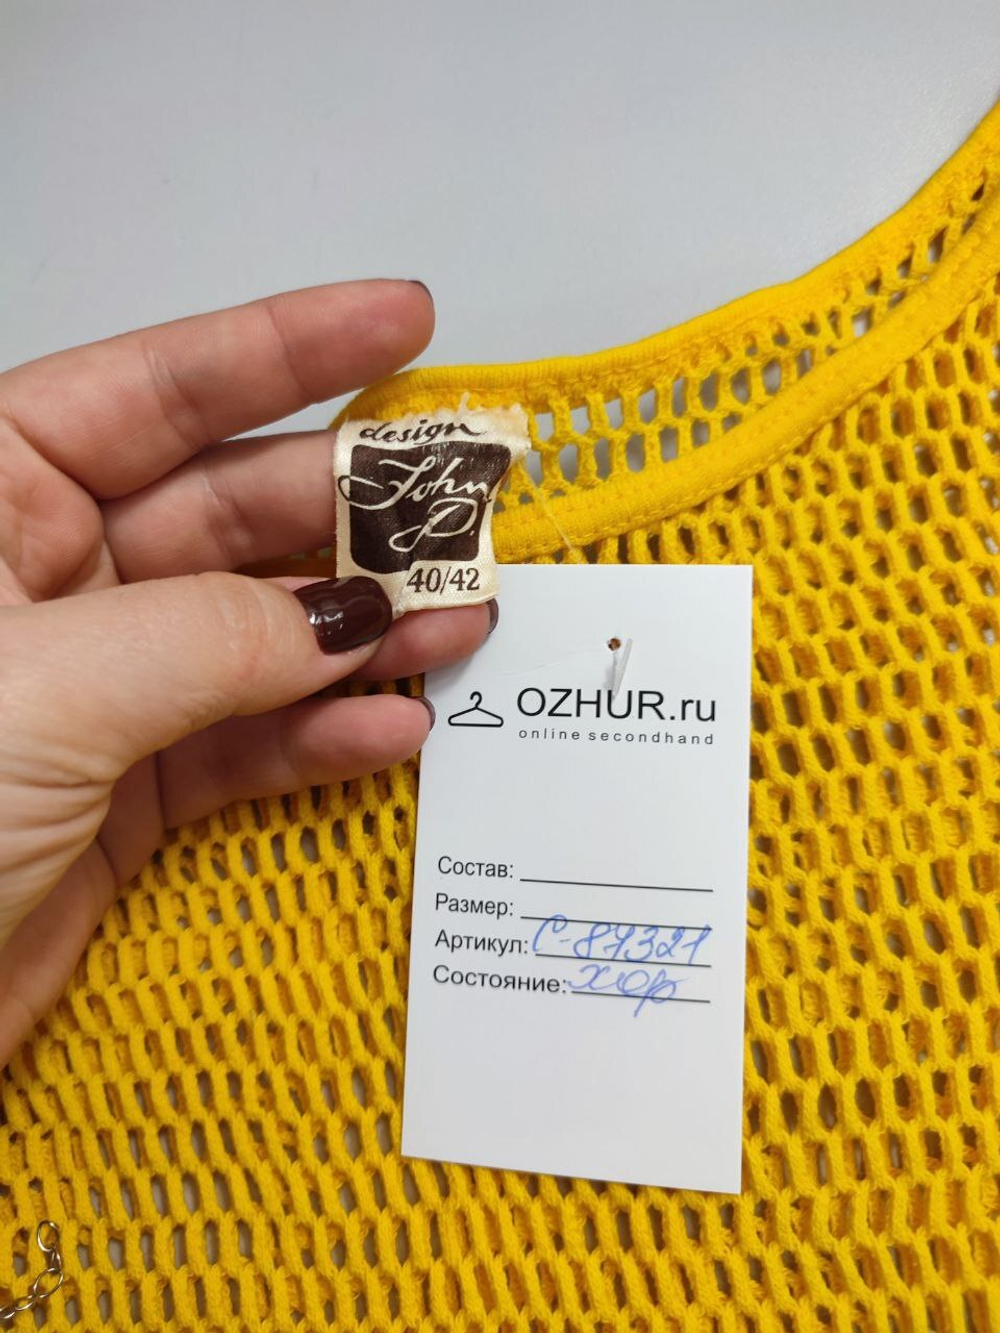 design
John
P.
40/42
OZHUR.ru
online secondhand
Состав:
Размер:
Артикул: С-87321
Состояние: хор